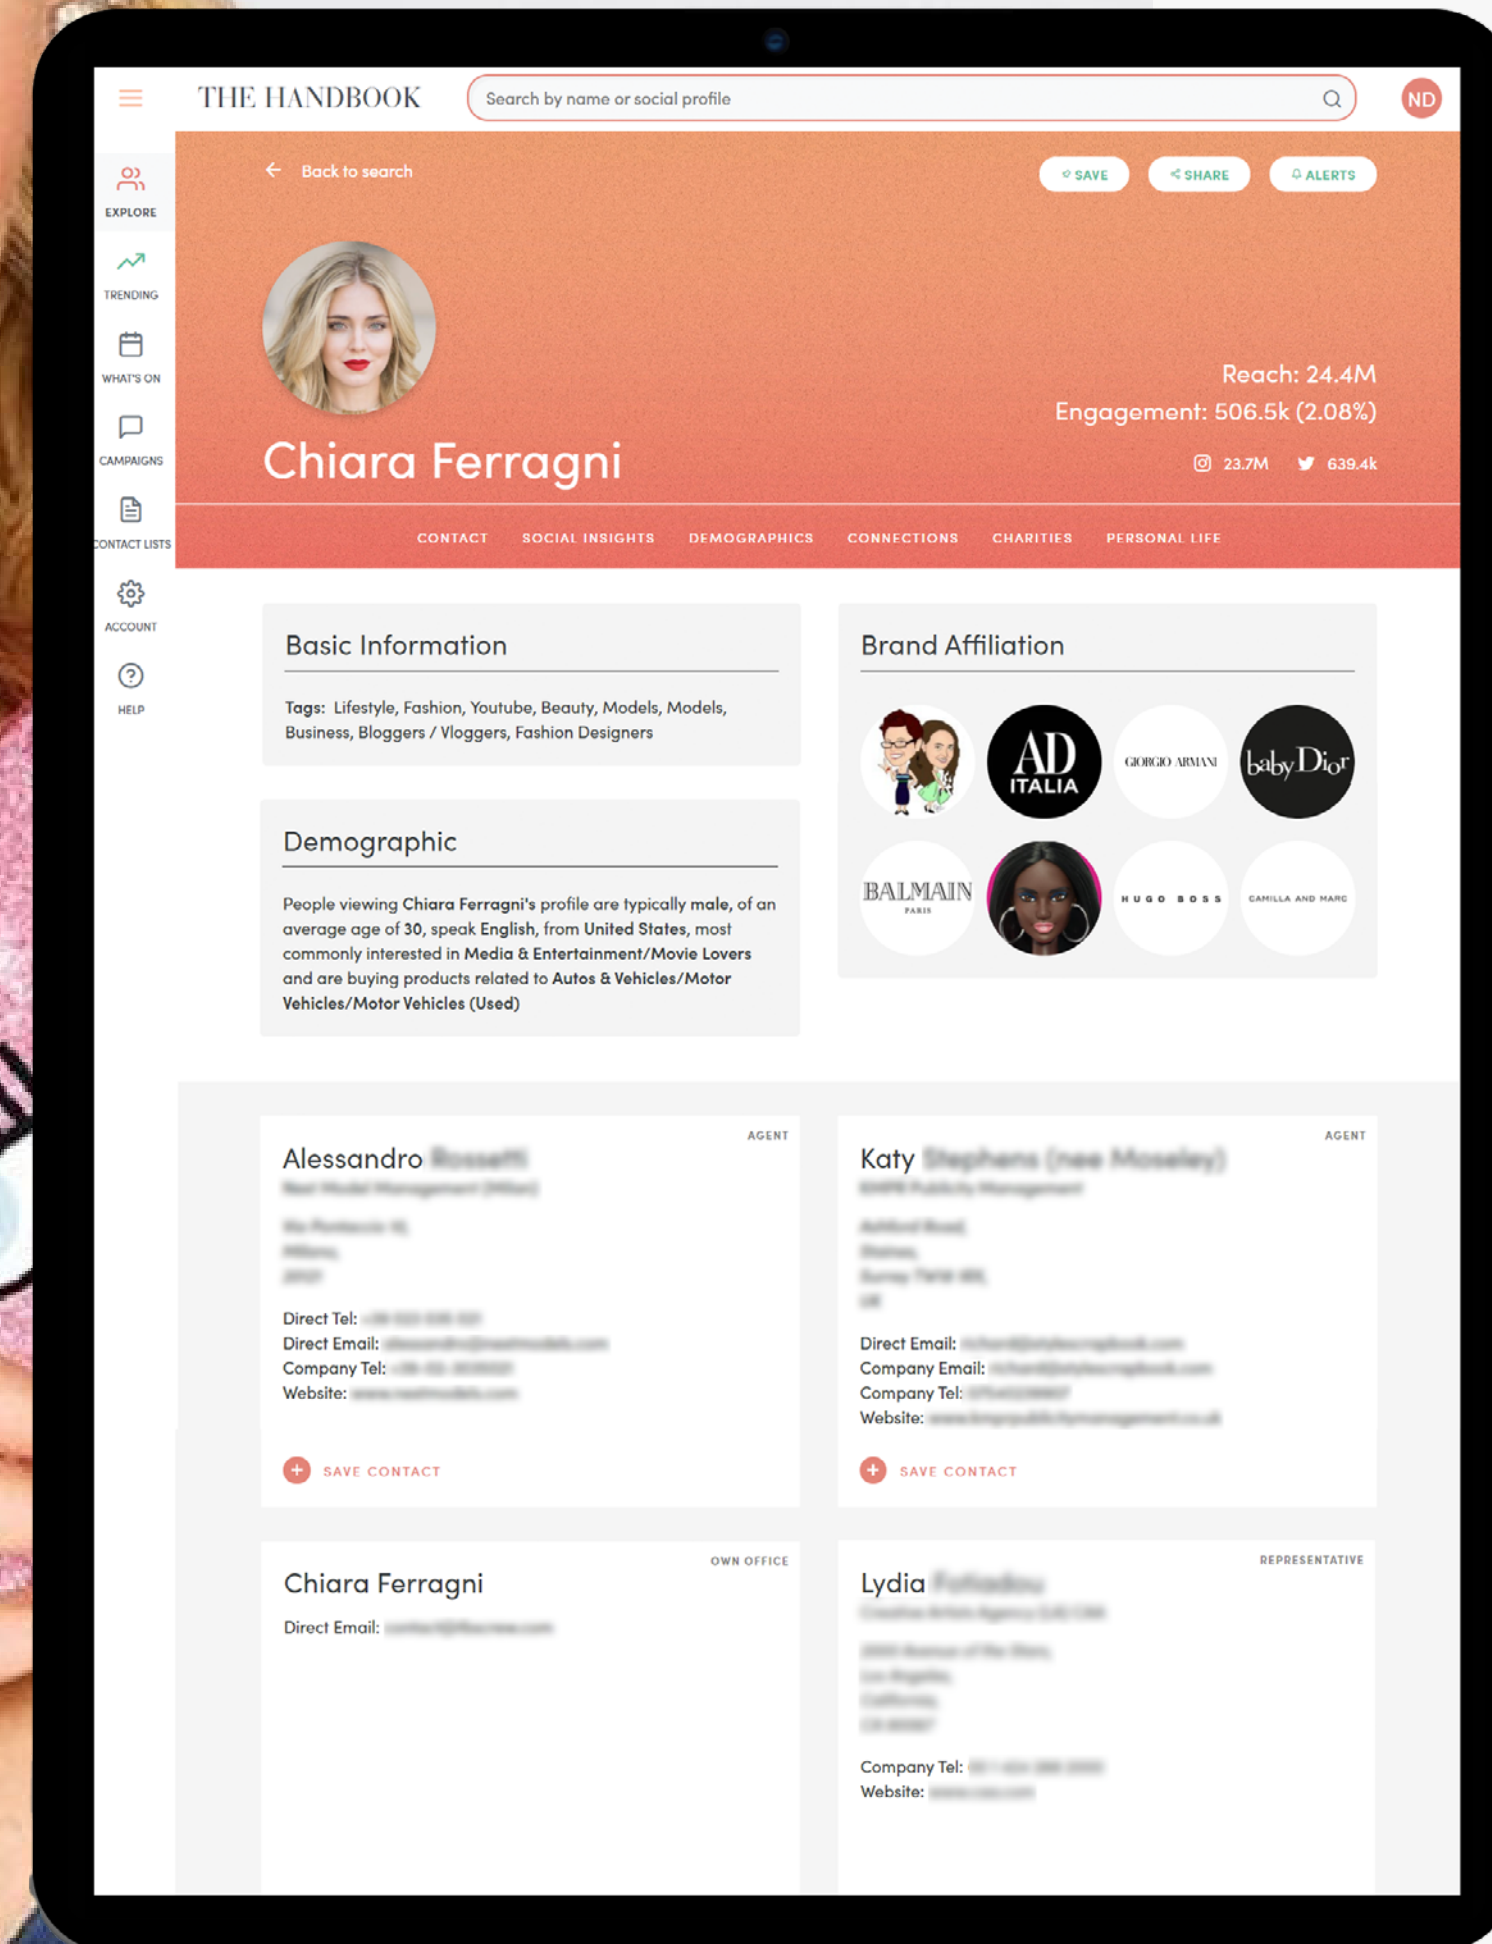 THE HANDBOOK
Search by name or social profile
ND
EXPLORE
TRENDING
WHAT'S ON
CAMPAIGNS
CONTACT LISTS
ACCOUNT
HELP
Back to search
SAVE
SHARE
ALERTS
Reach: 24.4M
Engagement: 506.5k (2.08%)
Chiara Ferragni
23.7M 639.4k
CONTACT SOCIAL INSIGHTS DEMOGRAPHICS CONNECTIONS CHARITIES PERSONAL LIFE
Basic Information
Tags: Lifestyle, Fashion, Youtube, Beauty, Models, Models,
Business, Bloggers / Vloggers, Fashion Designers
Demographic
People viewing Chiara Ferragni's profile are typically male, of an
average age of 30, speak English, from United States, most
commonly interested in Media & Entertainment/Movie Lovers
and are buying products related to Autos & Vehicles/Motor
Vehicles/Motor Vehicles (Used)
Brand Affiliation
AD
ITALIA
GIORGIO ARMANI
baby Dior
BALMAIN
PARIS
HUGO BOSS
CAMILLA AND MARC
AGENT
Alessandro
Direct Tel:
Direct Email:
Company Tel:
Website:
SAVE CONTACT
AGENT
Katy
Direct Email:
Company Email:
Company Tel:
Website:
SAVE CONTACT
OWN OFFICE
Chiara Ferragni
Direct Email:
REPRESENTATIVE
Lydia
Company Tel:
Website: